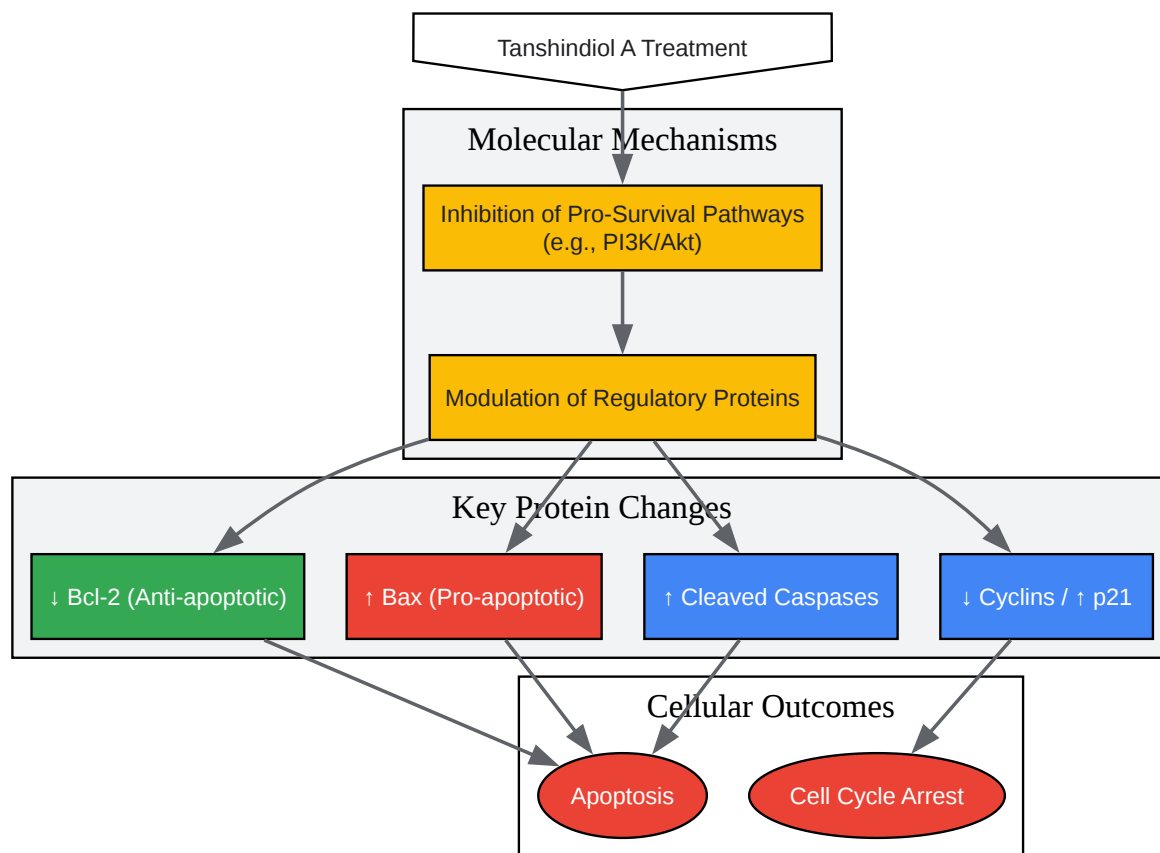 Tanshindiol A Treatment
Molecular Mechanisms
Inhibition of Pro-Survival Pathways
(e.g., PI3K/Akt)
Modulation of Regulatory Proteins
Key Protein Changes
↓ Bcl-2 (Anti-apoptotic)
↑ Bax (Pro-apoptotic)
↑ Cleaved Caspases
↓ Cyclins / ↑ p21
Cellular Outcomes
Apoptosis
Cell Cycle Arrest